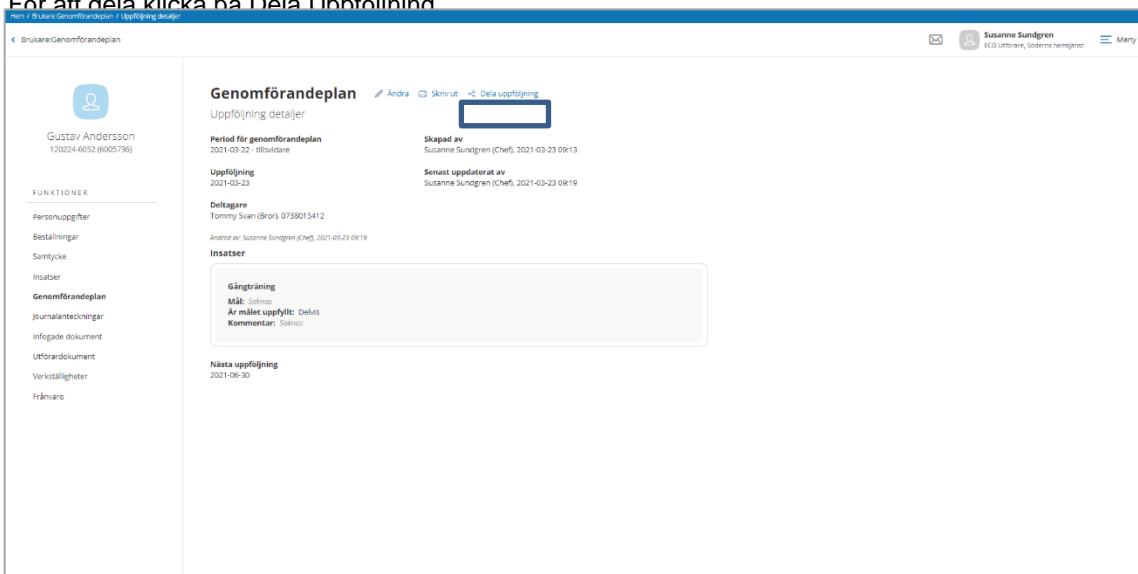 För att dela klicka på Dela Uppföljning
Hem / Brukare:Genomförandeplan / Uppföljning detaljer
Brukare:Genomförandeplan
Susanne Sundgren
ECO.Utförare, Söderns hemtjänst
Meny
Gustav Andersson
120224-6052 (6005736)
FUNKTIONER
Personuppgifter
Beställningar
Samtycke
Insatser
Genomförandeplan
Journalanteckningar
Infogade dokument
Utförardokument
Verkställigheter
Frånvaro
Genomförandeplan Ändra Skriv ut Dela uppföljning
Uppföljning detaljer
Period för genomförandeplan
2021-03-22 - tillsvidare
Skapad av
Susanne Sundgren (Chef), 2021-03-23 09:13
Uppföljning
2021-03-23
Senast uppdaterat av
Susanne Sundgren (Chef), 2021-03-23 09:19
Deltagare
Tommy Svan (Bror), 0738015412
Ändrad av: Susanne Sundgren (Chef), 2021-03-23 09:19
Insatser
Gångträning
Mål: Saknas
Är målet uppfyllt: Delvis
Kommentar: Saknas
Nästa uppföljning
2021-06-30